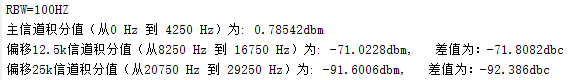 RBW=100HZ
主信道积分值（从0 Hz 到 4250 Hz）为: 0.78542dbm
偏移12.5k信道积分值（从8250 Hz 到 16750 Hz）为: -71.0228dbm,   差值为：-71.8082dbc
偏移25k信道积分值（从20750 Hz 到 29250 Hz）为: -91.6006dbm,   差值为：-92.386dbc